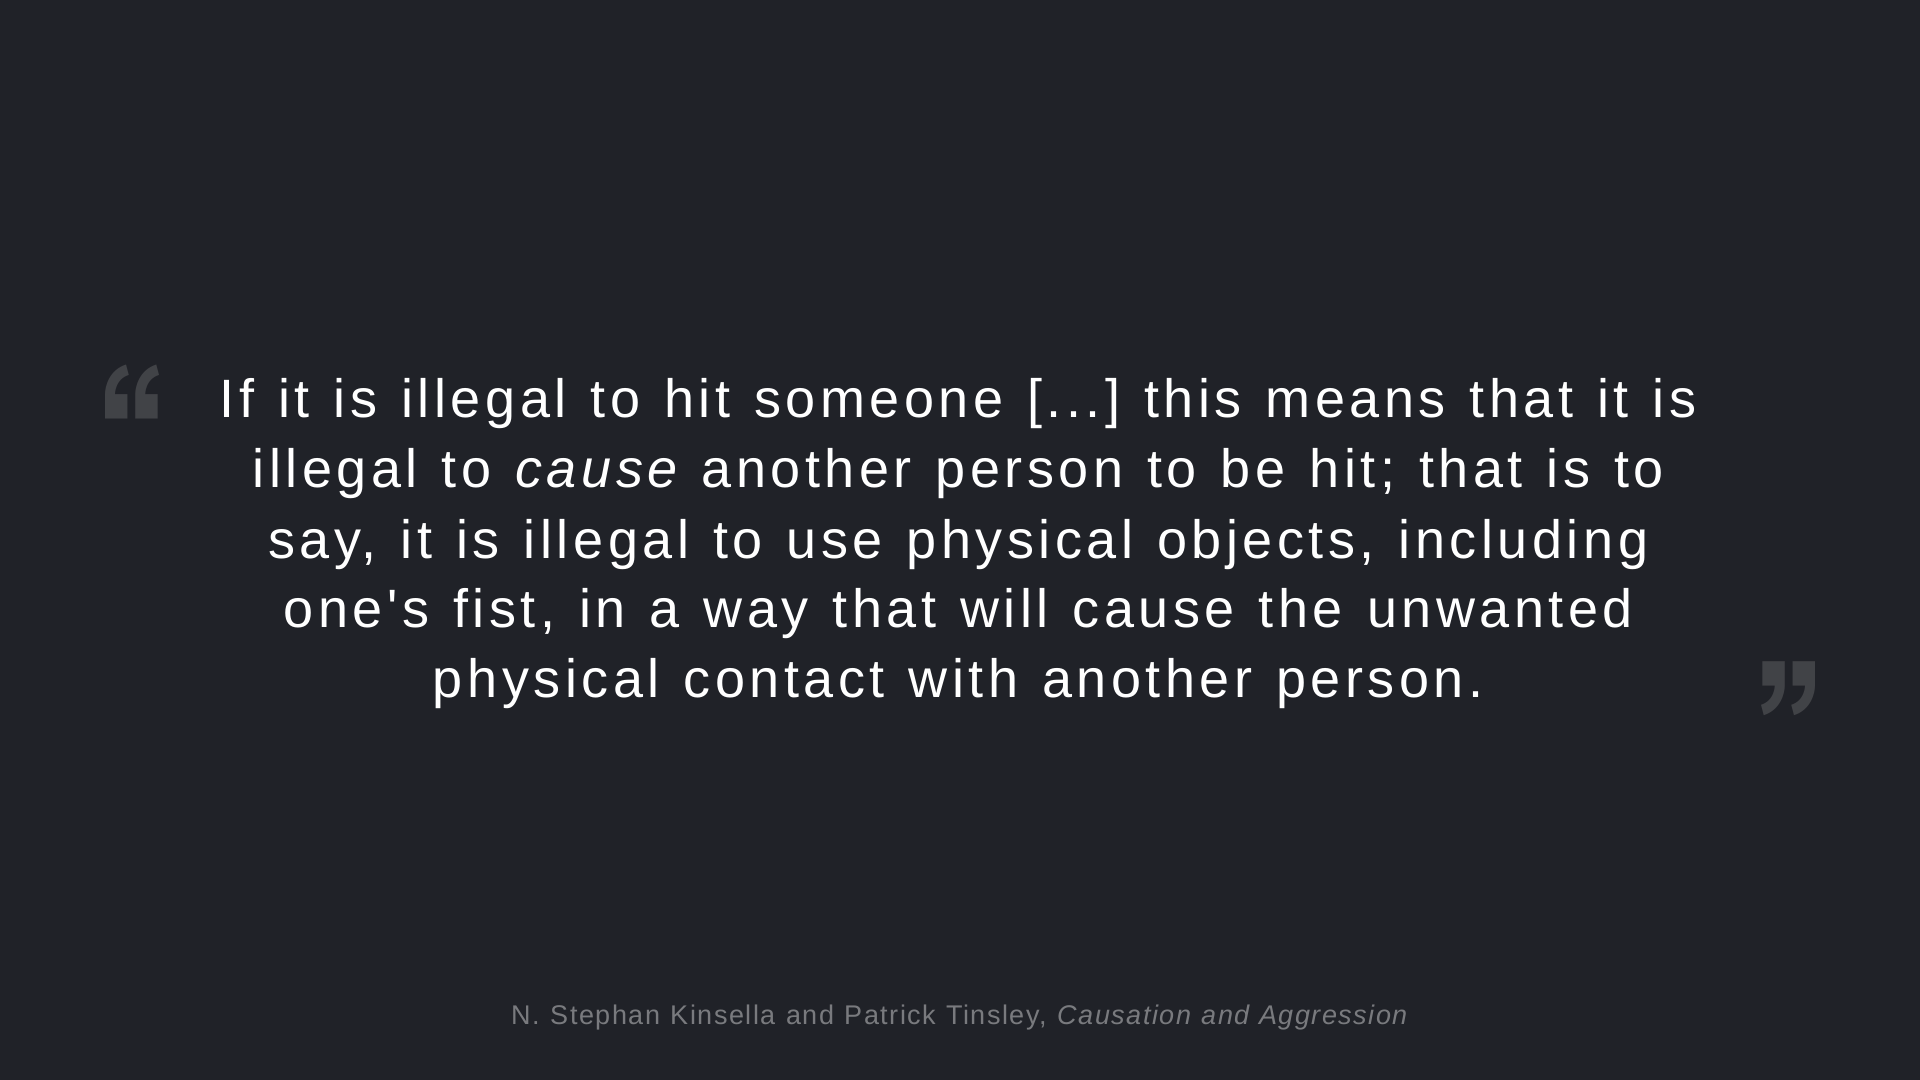 “ If it is illegal to hit someone [...] this means that it is
illegal to cause another person to be hit; that is to
say, it is illegal to use physical objects, including
one's fist, in a way that will cause the unwanted
physical contact with another person. ”
N. Stephan Kinsella and Patrick Tinsley, Causation and Aggression